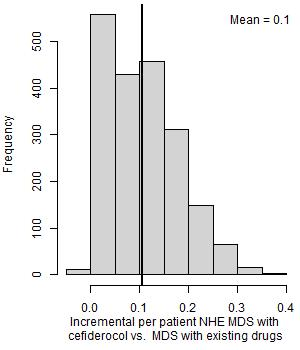 Mean = 0.1
Frequency
500
400
300
200
100
0
0.0 0.1 0.2 0.3 0.4
Incremental per patient NHE MDS with
cefiderocol vs. MDS with existing drugs